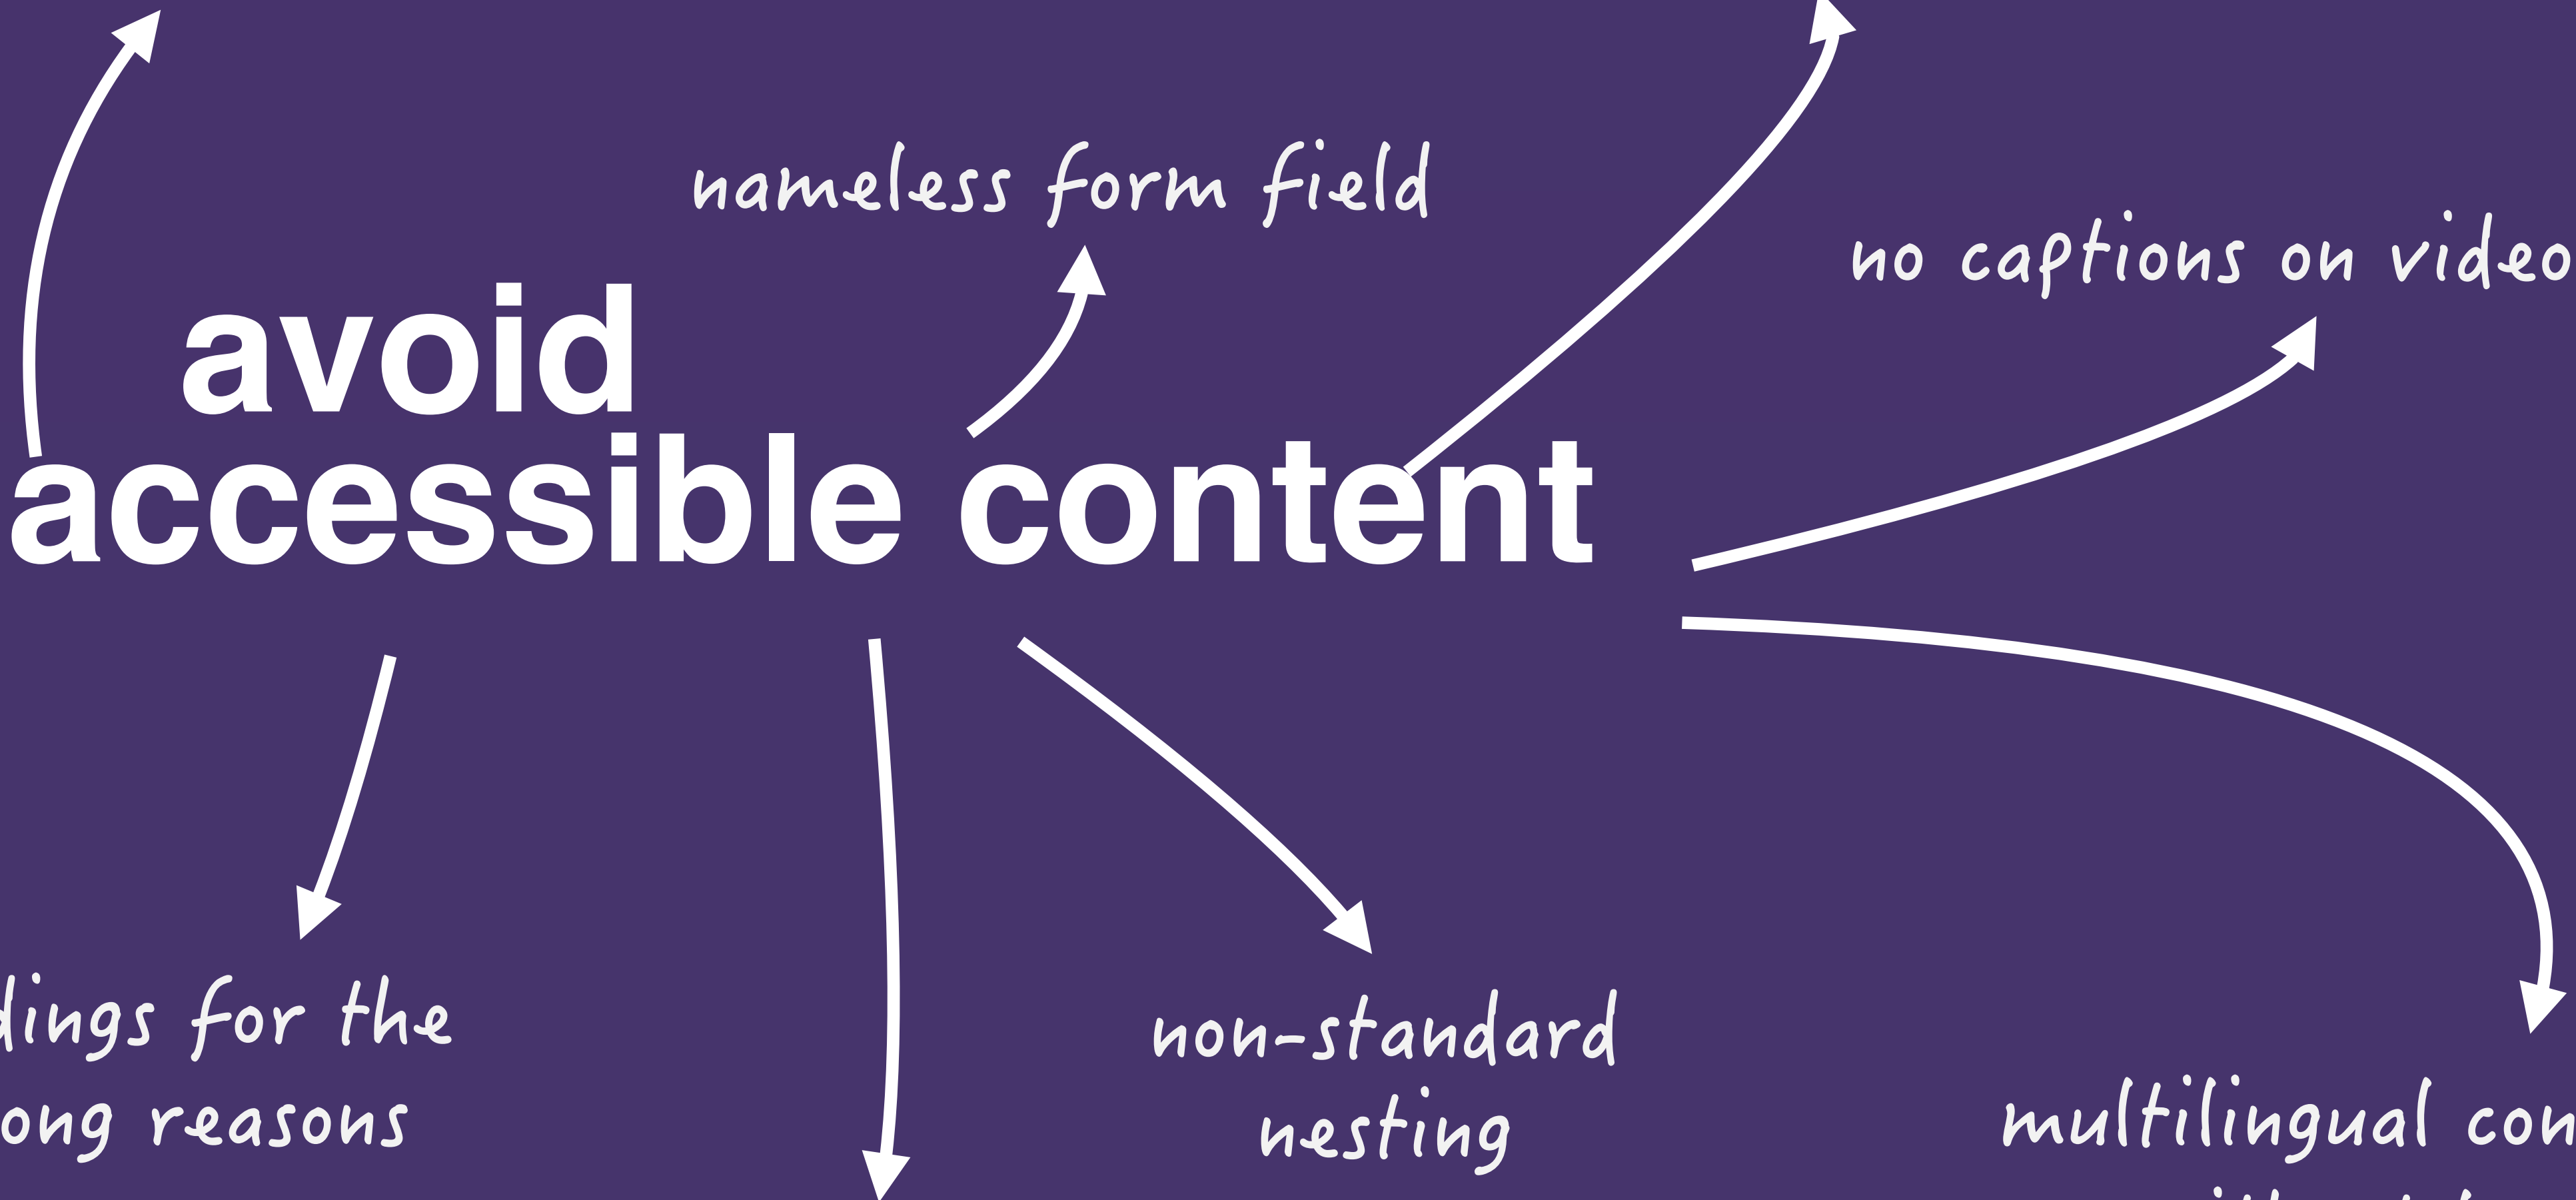 nameless form field
no captions on video
avoid
accessible content
dings for the
ong reasons
non-standard
nesting
multilingual con